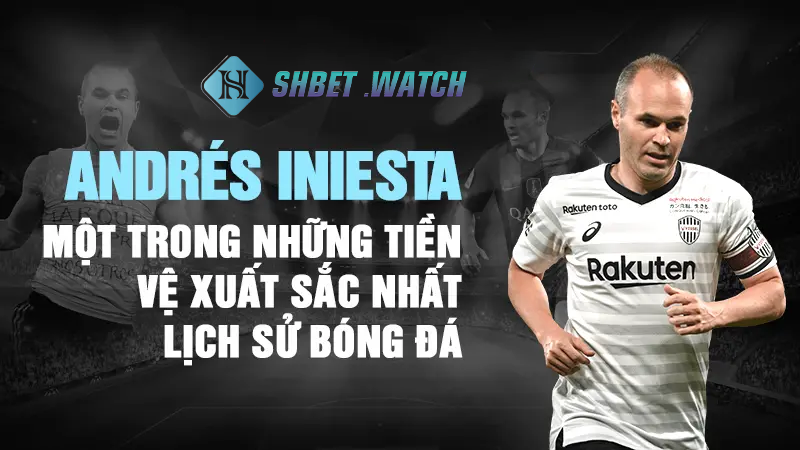 SHBET .WATCH
ANDRÉS INIESTA
MỘT TRONG NHỮNG TIỀN
VỆ XUẤT SẮC NHẤT
LỊCH SỬ BÓNG ĐÁ
Rakuten toto
Rakuten